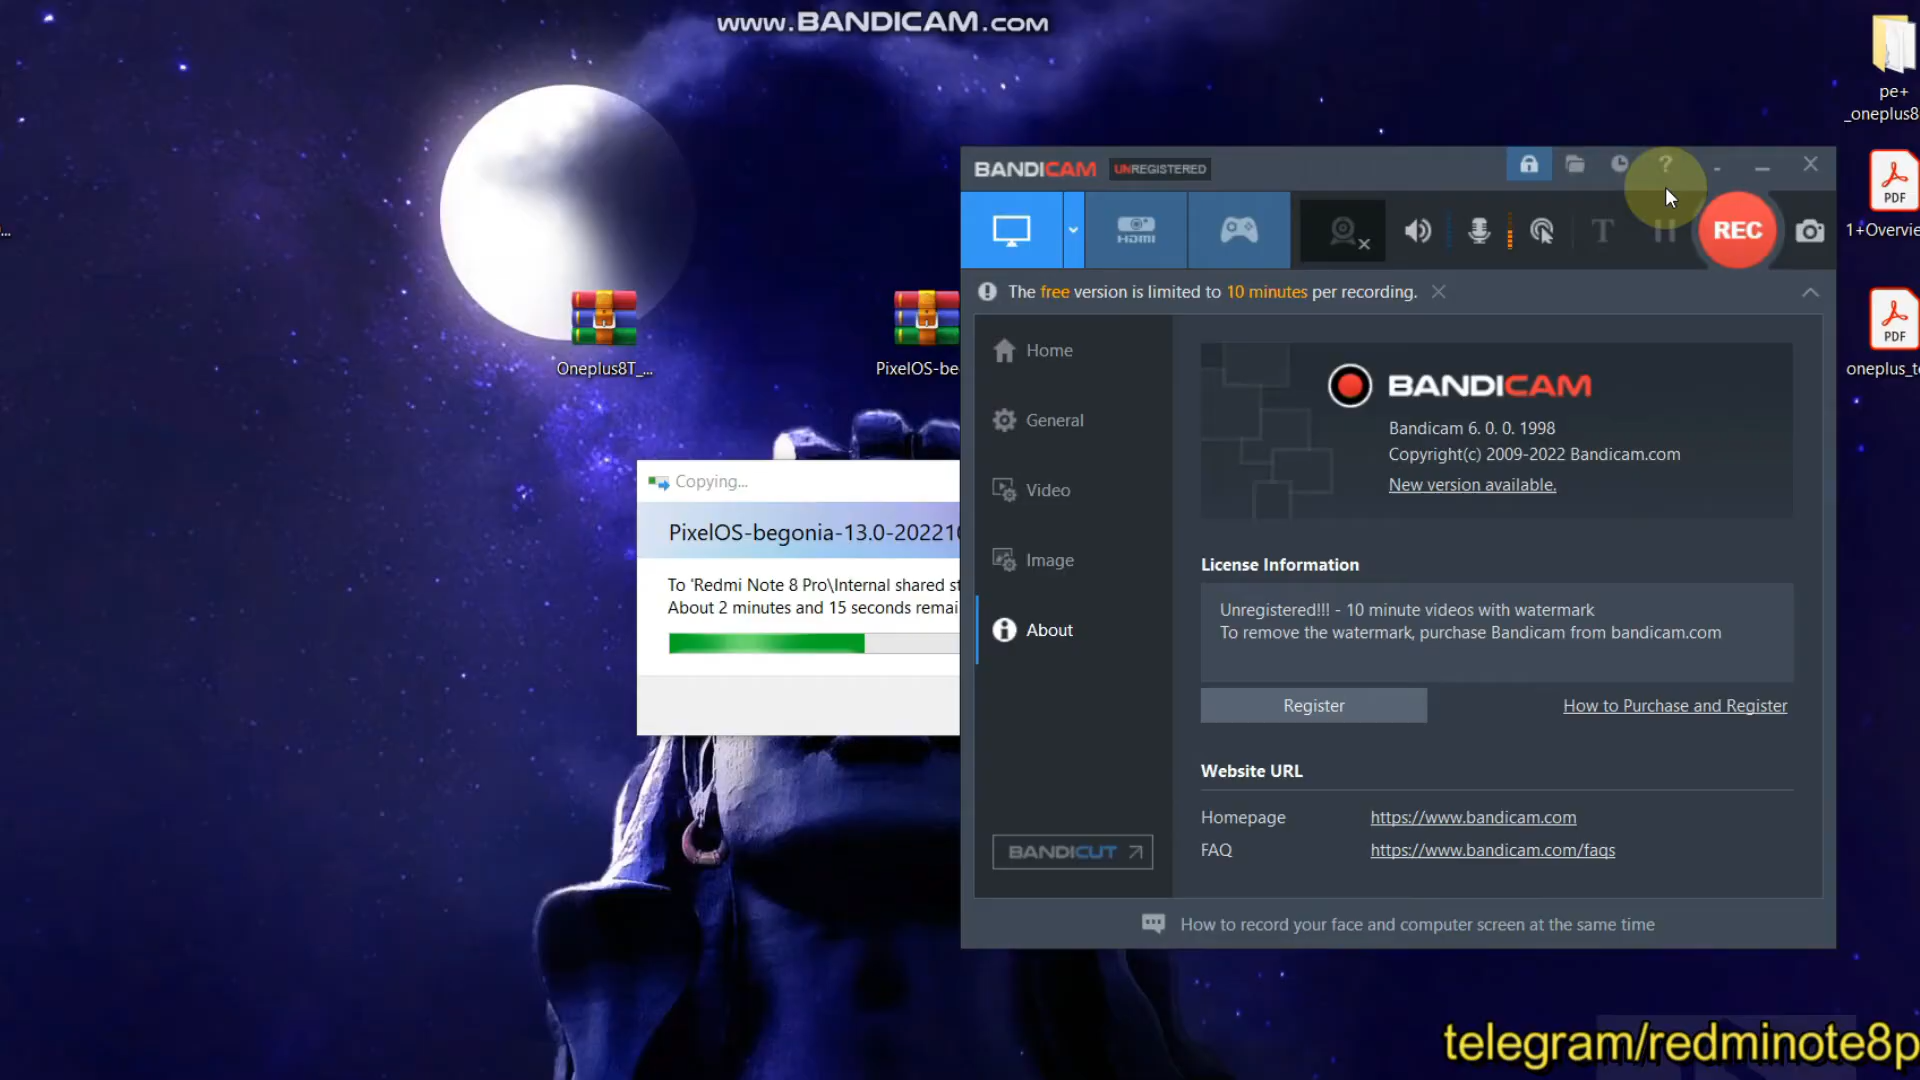 www.BANDICAM.com
pe+
_oneplus8
BANDICAM UNREGISTERED
HDMI
T
REC
PDF
1+Overvie
...
The free version is limited to 10 minutes per recording.
Oneplus8T_...
PixelOS-be
PDF
oneplus_t
Home
General
Video
Image
About
BANDICAM
Bandicam 6. 0. 0. 1998
Copyright(c) 2009-2022 Bandicam.com
New version available.
Copying...
PixelOS-begonia-13.0-202210
To 'Redmi Note 8 Pro\Internal shared st
About 2 minutes and 15 seconds remai
License Information
Unregistered!!! - 10 minute videos with watermark
To remove the watermark, purchase Bandicam from bandicam.com
Register
How to Purchase and Register
Website URL
Homepage https://www.bandicam.com
FAQ https://www.bandicam.com/faqs
BANDICUT
How to record your face and computer screen at the same time
telegram/redminote8p